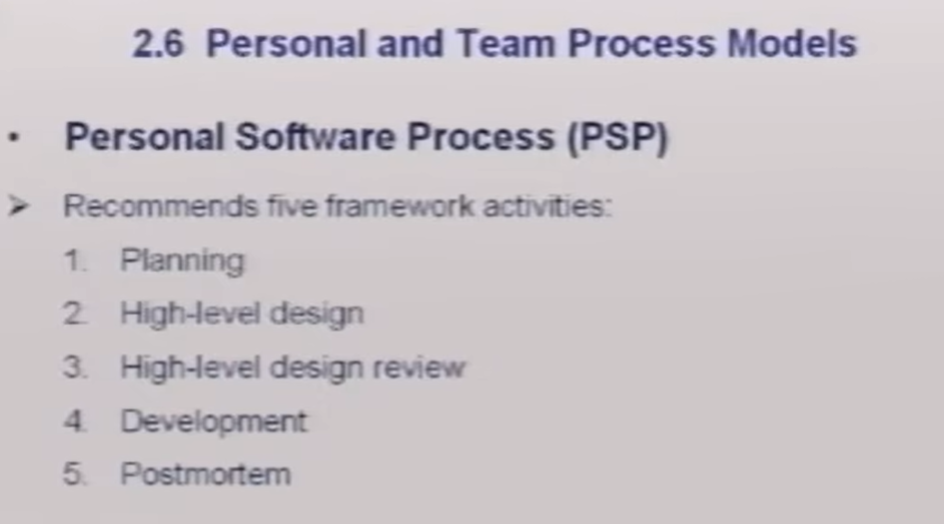 2.6 Personal and Team Process Models
• Personal Software Process (PSP)
➢ Recommends five framework activities:
1. Planning
2. High-level design
3. High-level design review
4. Development
5. Postmortem